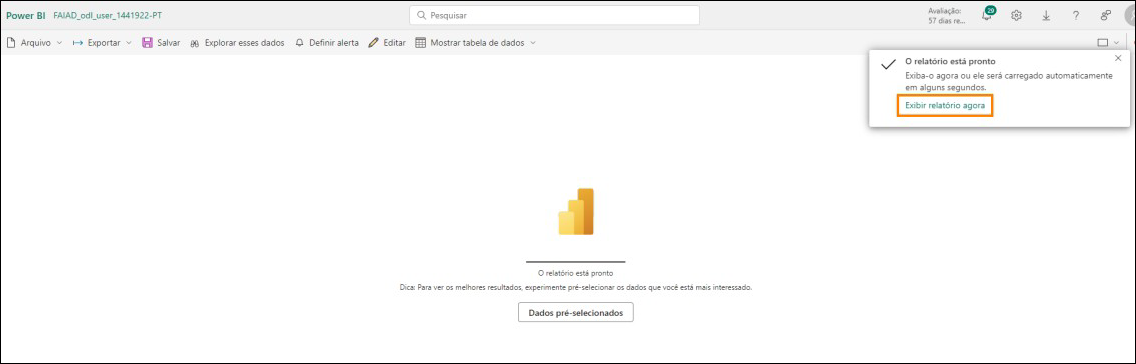 Power BI FAIAD_odl_user_1441922-PT
Pesquisar
Avaliação:
57 dias re...
29
Arquivo Exportar Salvar Explorar esses dados Definir alerta Editar Mostrar tabela de dados
O relatório está pronto
Exiba-o agora ou ele será carregado automaticamente
em alguns segundos.
Exibir relatório agora
O relatório está pronto
Dica: Para ver os melhores resultados, experimente pré-selecionar os dados que você está mais interessado.
Dados pré-selecionados